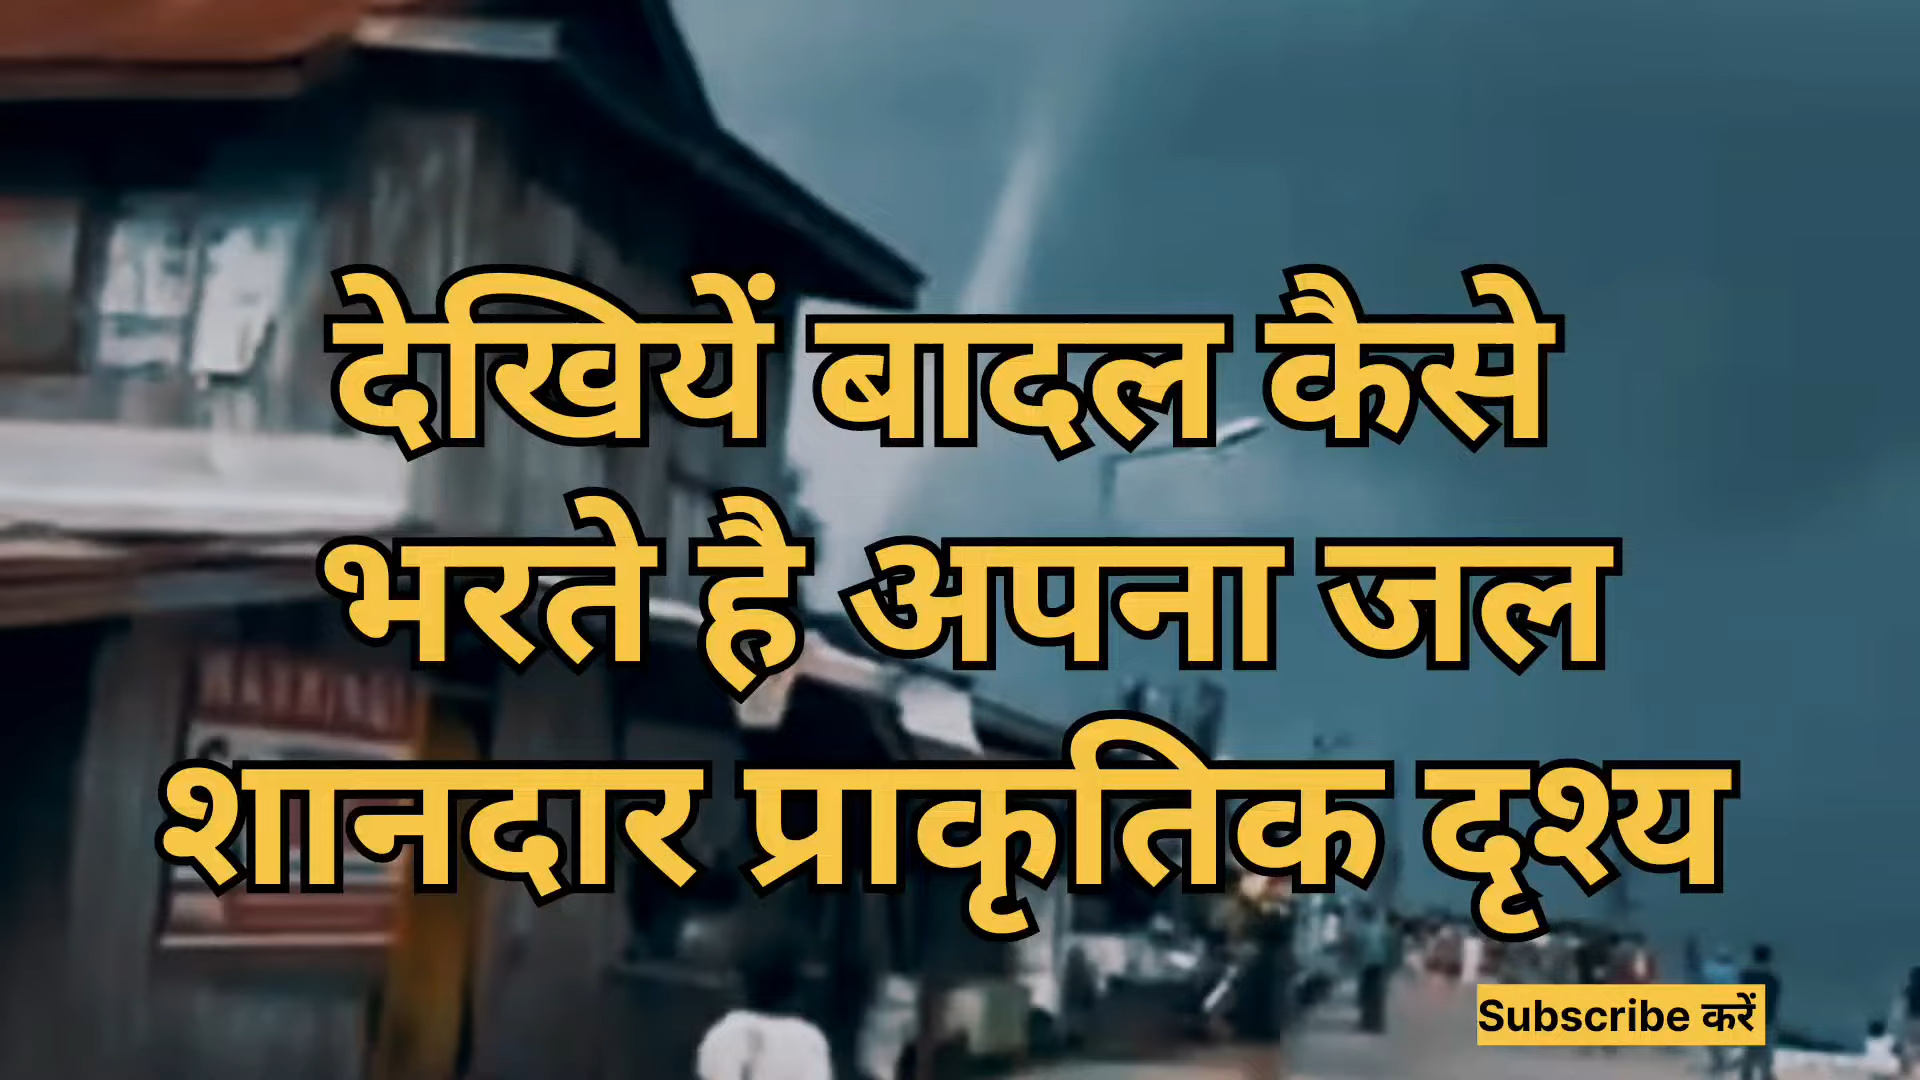 देखियें बादल कैसे
भरते है अपना जल
शानदार प्राकृतिक दृश्य
Subscribe करें